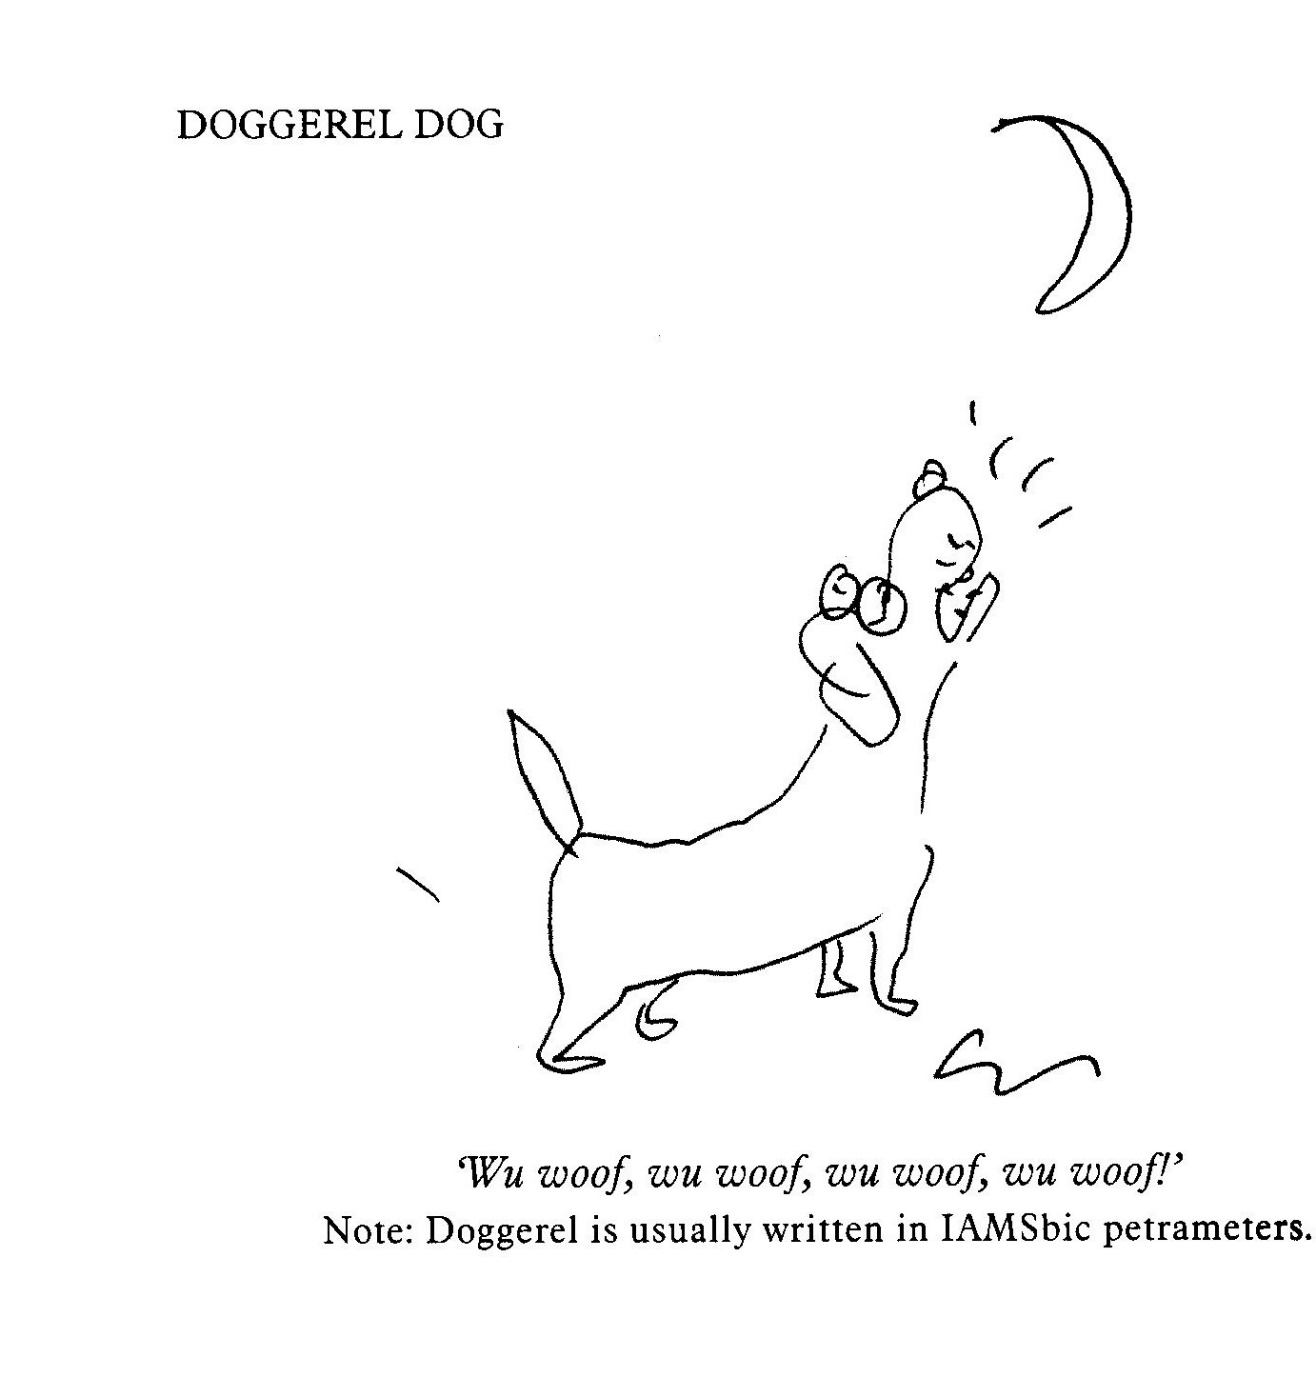 DOGGEREL DOG
‘Wu woof, wu woof, wu woof, wu woof!’
Note: Doggerel is usually written in IAMSbic petrameters.